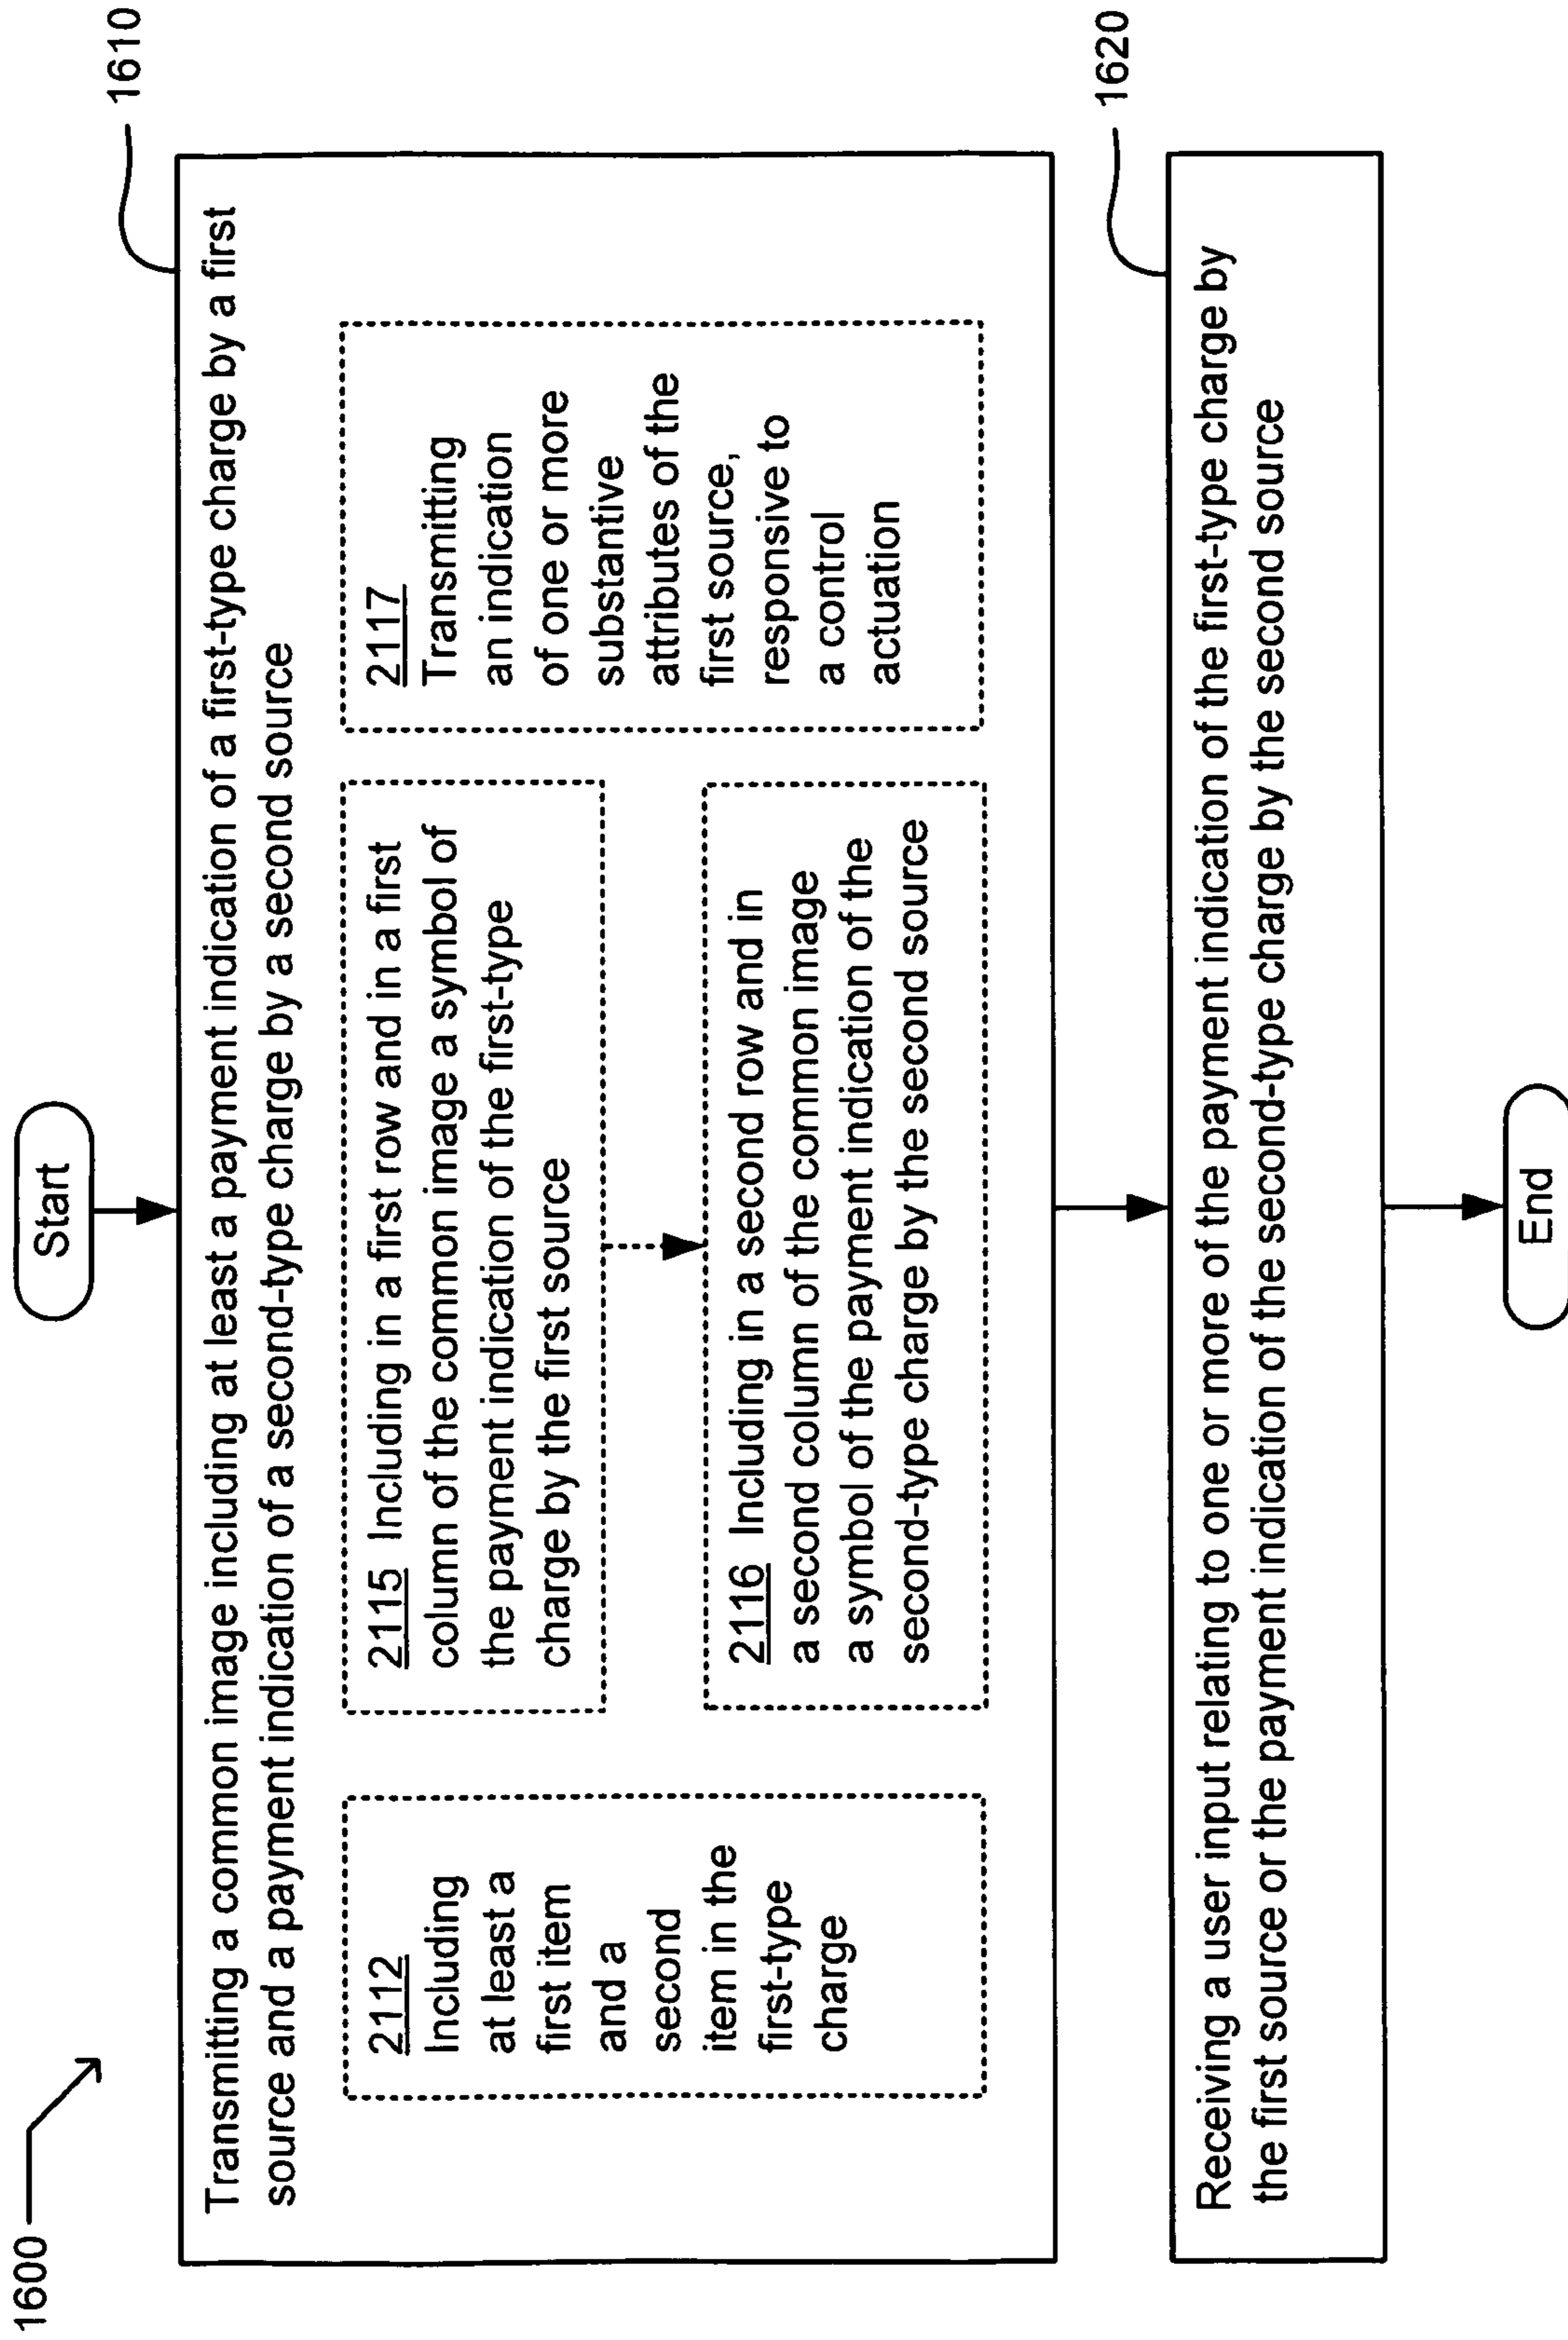 1600
Start
1610
Transmitting a common image including at least a payment indication of a first-type charge by a first
source and a payment indication of a second-type charge by a second source
2112
Including
at least a
first item
and a
second
item in the
first-type
charge
2115 Including in a first row and in a first
column of the common image a symbol of
the payment indication of the first-type
charge by the first source
2116 Including in a second row and in
a second column of the common image
a symbol of the payment indication of the
second-type charge by the second source
2117
Transmitting
an indication
of one or more
substantive
attributes of the
first source,
responsive to
a control
actuation
1620
Receiving a user input relating to one or more of the payment indication of the first-type charge by
the first source or the payment indication of the second-type charge by the second source
End